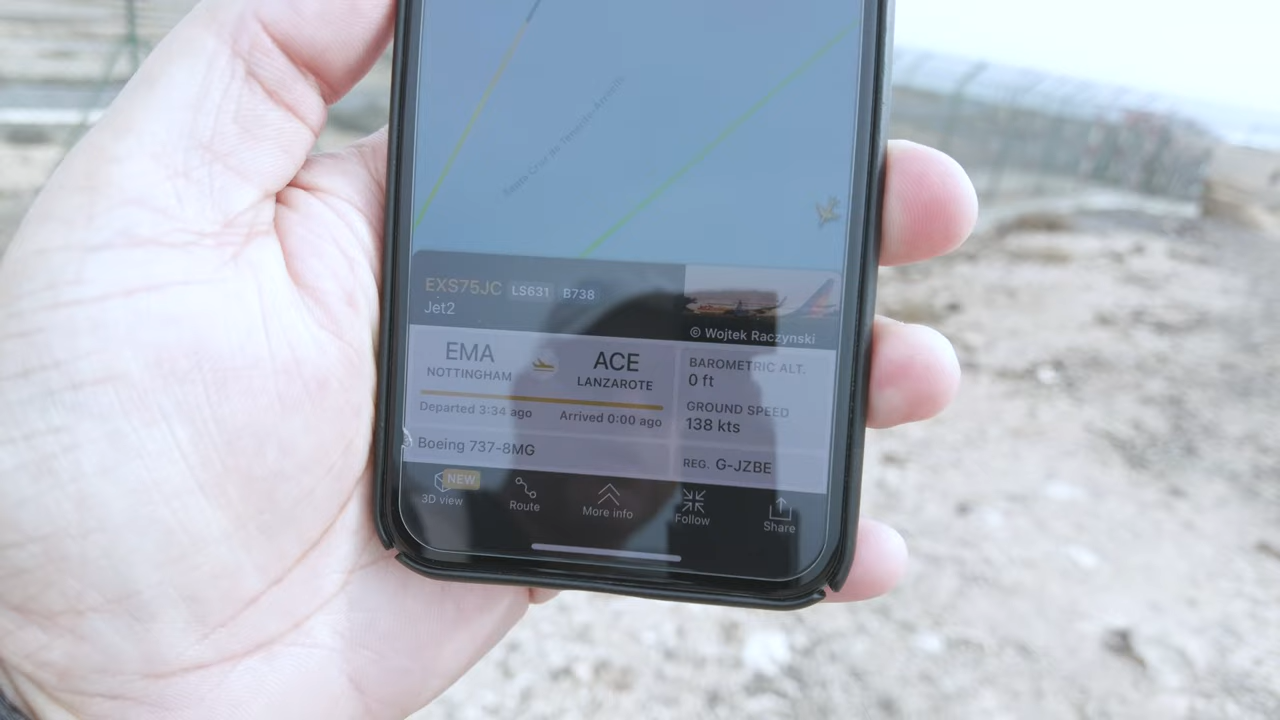 EXS75JC LS631 B738
Jet2
© Wojtek Raczynski
EMA
NOTTINGHAM
ACE
LANZAROTE
Departed 3:34 ago
Arrived 0:00 ago
BAROMETRIC ALT.
0 ft
GROUND SPEED
138 kts
Boeing 737-8MG
REG. G-JZBE
NEW
3D view
Route
More info
Follow
Share